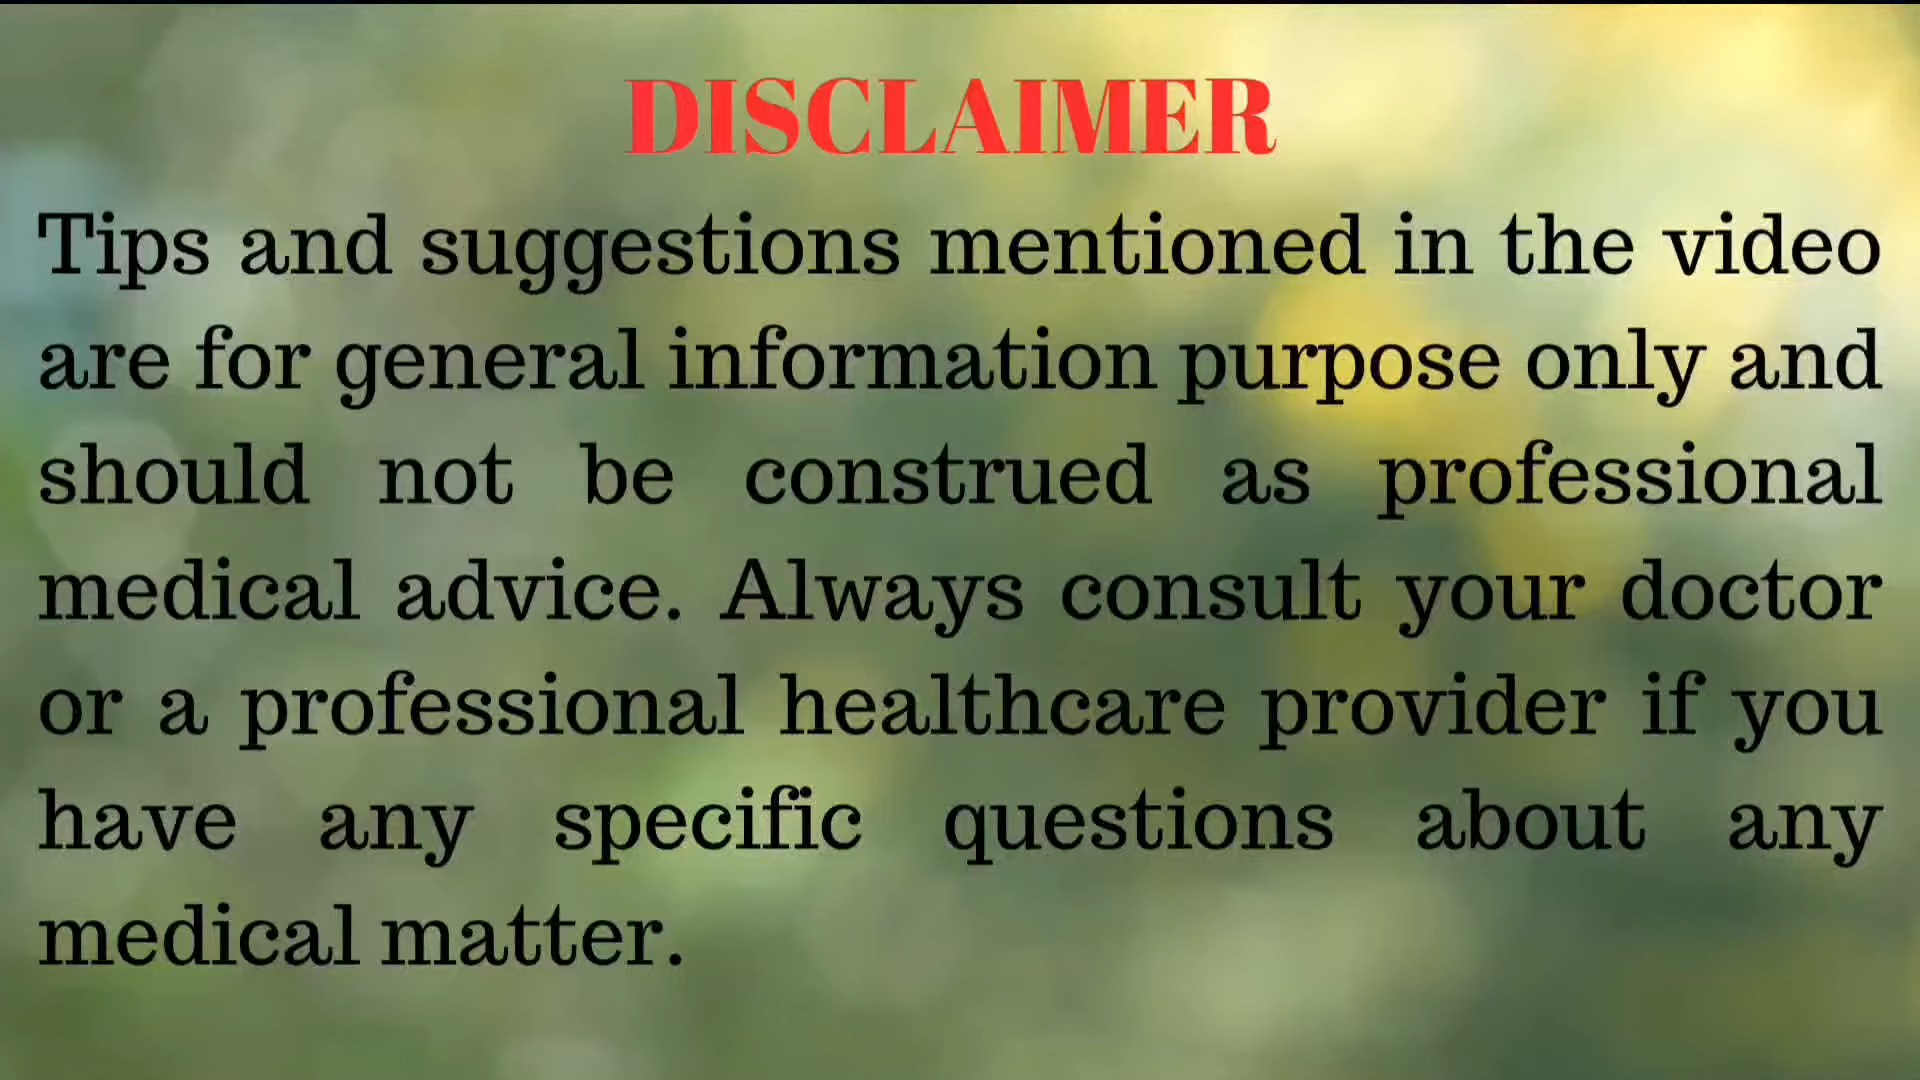 DISCLAIMER
Tips and suggestions mentioned in the video
are for general information purpose only and
should not be construed as professional
medical advice. Always consult your doctor
or a professional healthcare provider if you
have any specific questions about any
medical matter.